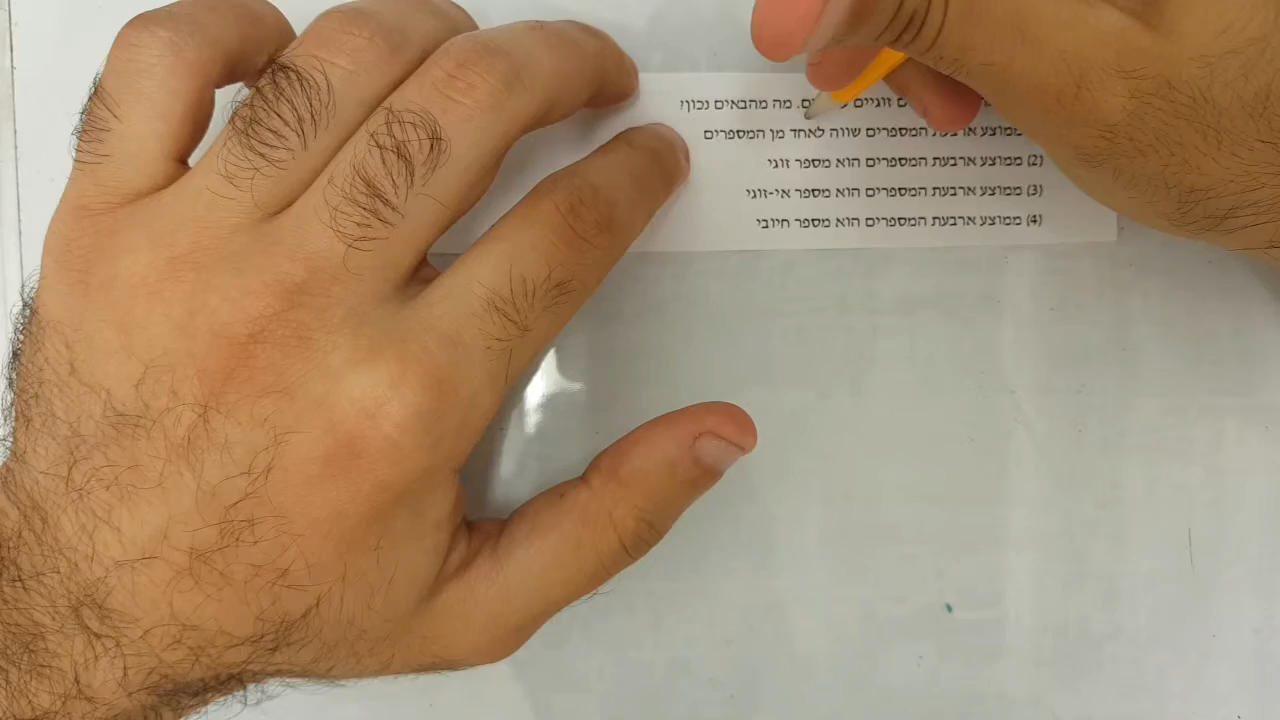 זוגיים מה מהבאים נכון?
ממוצע ארבעת המספרים שווה לאחד מן המספרים
(2) ממוצע ארבעת המספרים הוא מספר זוגי
(3) ממוצע ארבעת המספרים הוא מספר אי-זוגי
(4) ממוצע ארבעת המספרים הוא מספר חיובי